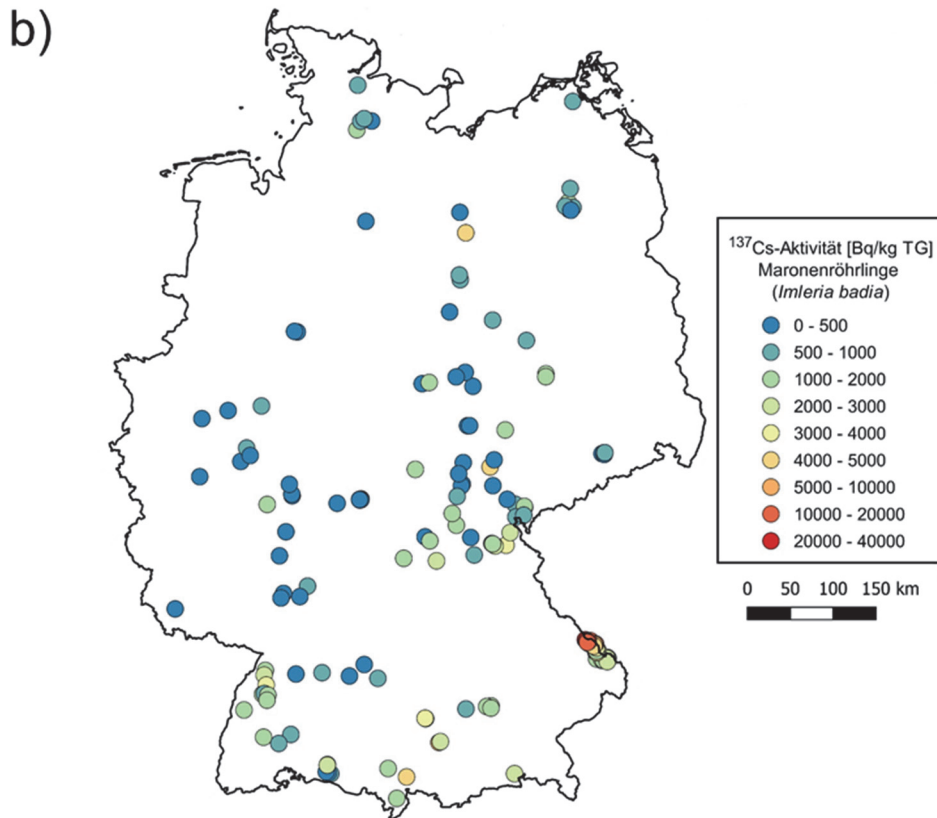 b)
¹³⁷Cs-Aktivität [Bq/kg TG]
Maronenröhrlinge
(Imleria badia)
0 - 500
500 - 1000
1000 - 2000
2000 - 3000
3000 - 4000
4000 - 5000
5000 - 10000
10000 - 20000
20000 - 40000
0 50 100 150 km